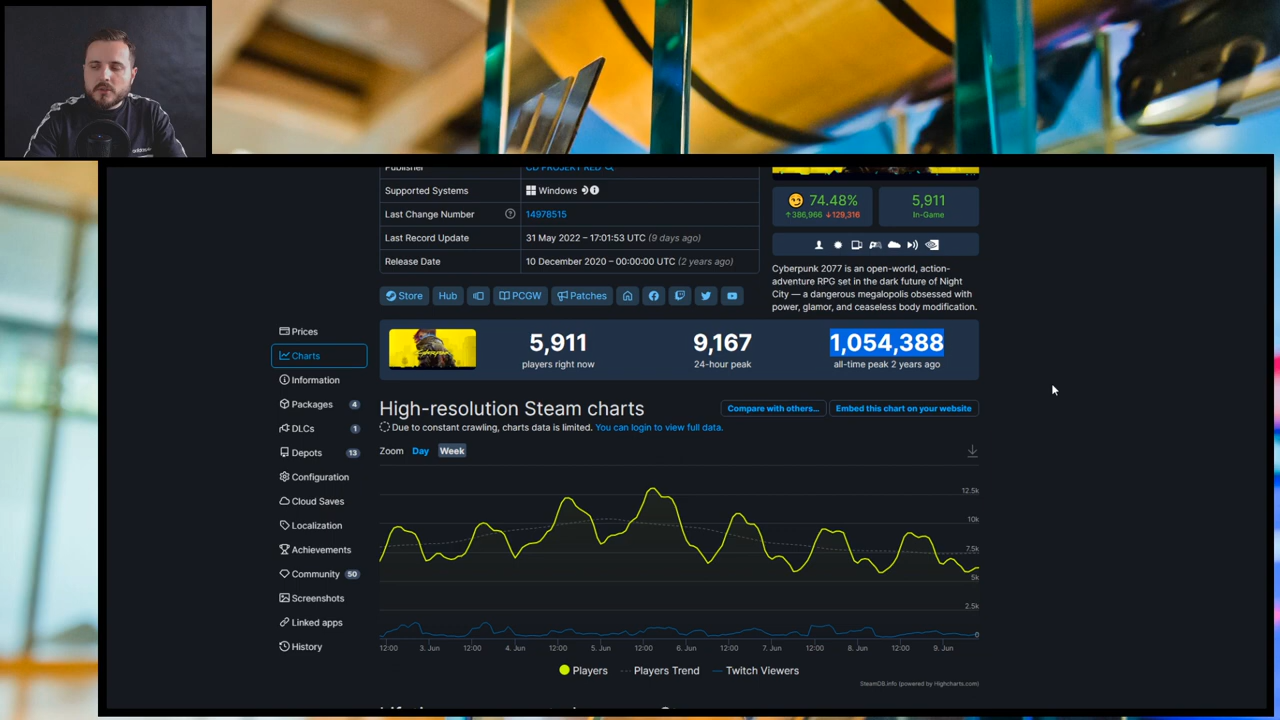 Publisher CD PROJEKT RED
Supported Systems Windows
Last Change Number 14978515
Last Record Update 31 May 2022 – 17:01:53 UTC (9 days ago)
Release Date 10 December 2020 – 00:00:00 UTC (2 years ago)
74.48%
↑386,966 ↓129,316
5,911
In-Game
Cyberpunk 2077 is an open-world, action-
adventure RPG set in the dark future of Night
City — a dangerous megalopolis obsessed with
power, glamor, and ceaseless body modification.
Store Hub PCGW Patches
Prices
Charts
Information
Packages 4
DLCs 1
Depots 13
Configuration
Cloud Saves
Localization
Achievements
Community 50
Screenshots
Linked apps
History
5,911
players right now
9,167
24-hour peak
1,054,388
all-time peak 2 years ago
High-resolution Steam charts
Compare with others...
Embed this chart on your website
Due to constant crawling, charts data is limited. You can login to view full data.
Zoom Day Week
12.5k
10k
7.5k
5k
2.5k
0
12:00 3. Jun 12:00 4. Jun 12:00 5. Jun 12:00 6. Jun 12:00 7. Jun 12:00 8. Jun 12:00 9. Jun
Players Players Trend Twitch Viewers
SteamDB.info (powered by Highcharts.com)